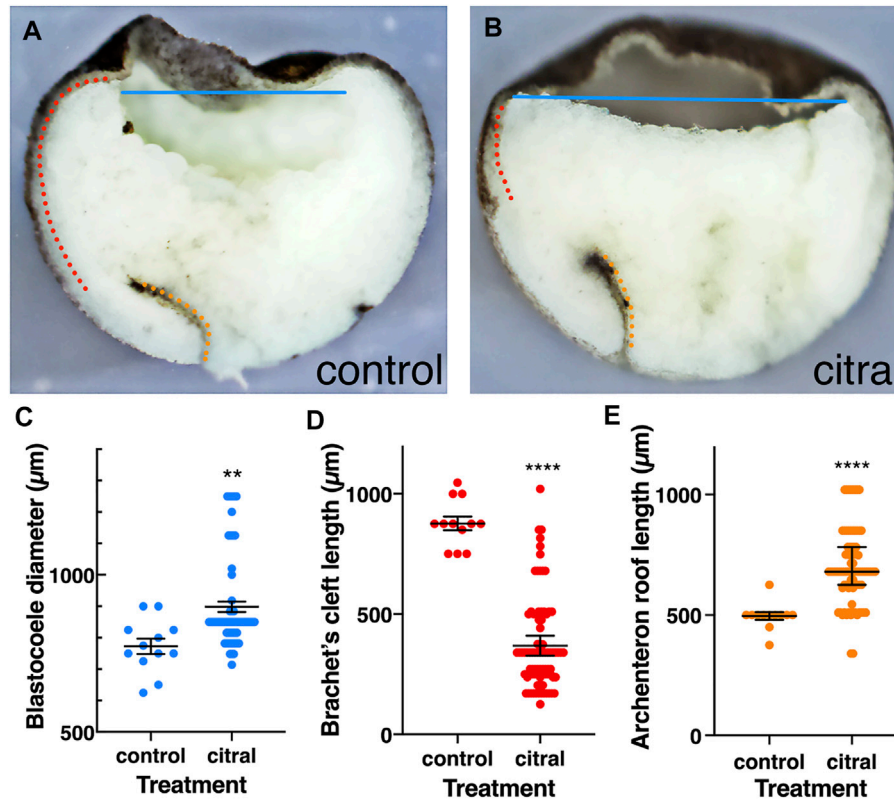 A
B
control
citra
C
D
E
**
****
****
Blastocoele diameter (µm)
1000
500
Brachet's cleft length (µm)
1000
500
0
Archenteron roof length (µm)
1000
500
0
control citral
Treatment
control citral
Treatment
control citral
Treatment